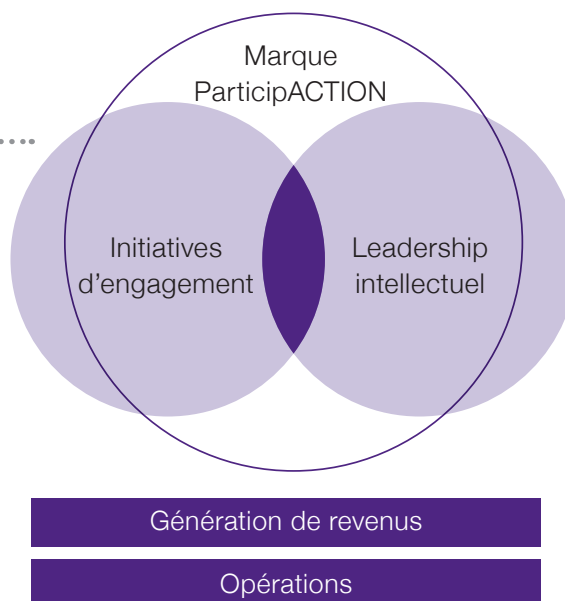 Marque
ParticipACTION
Initiatives
d'engagement
Leadership
intellectuel
Génération de revenus
Opérations